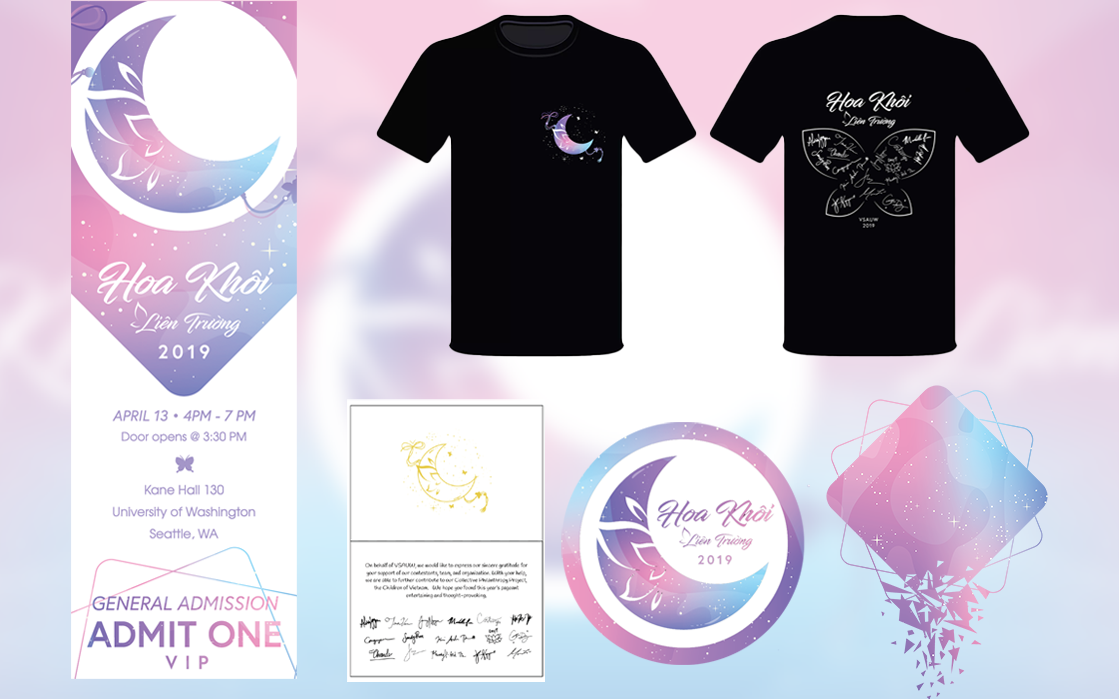 Hoa Khôi
Liên Trường
2019
APRIL 13 • 4PM - 7 PM
Door opens @ 3:30 PM
Kane Hall 130
University of Washington
Seattle, WA
GENERAL ADMISSION
ADMIT ONE
VIP
Hoa Khôi
Liên Trường
VSAUW
2019
On behalf of VSAUW, we would like to express our sincere gratitude for
your support of our contestants, team, and organization. With your help,
we are able to further contribute to our Collective Philanthropy Project,
the Children of Vietnam. We hope you found this year's pageant
entertaining and thought-provoking.
Hoa Khôi
Liên Trường
2019